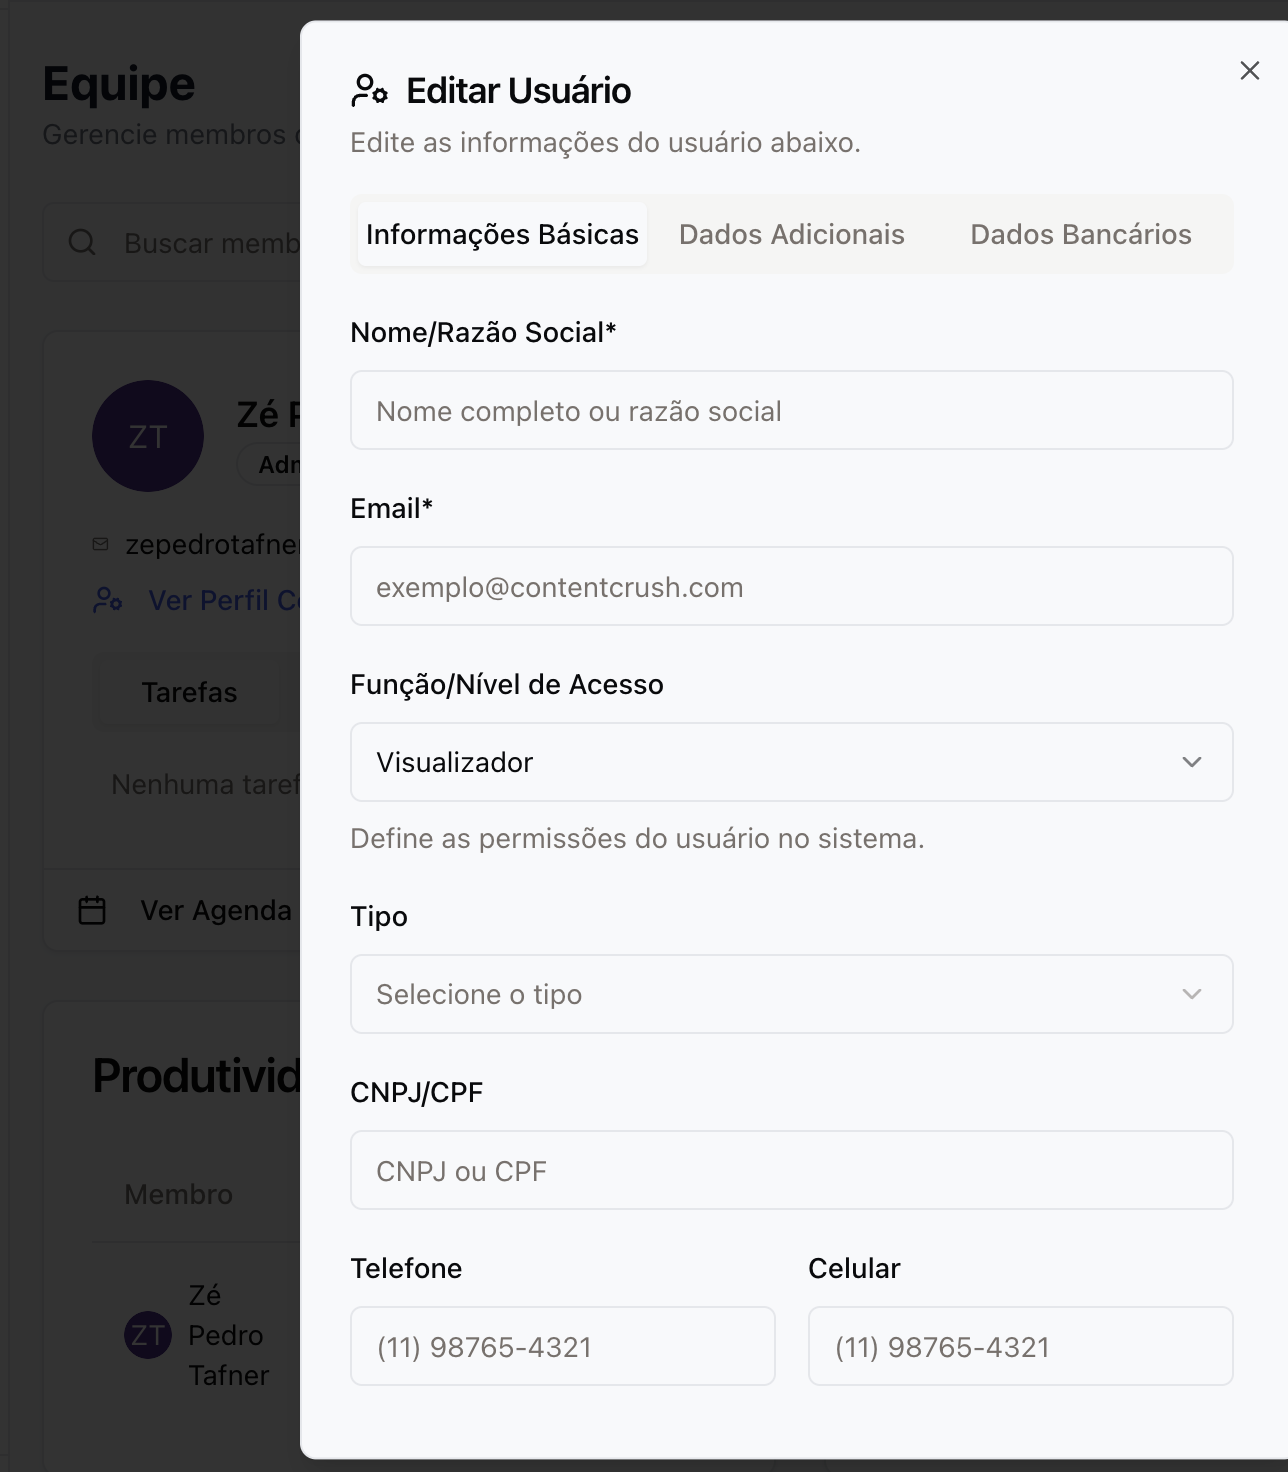 Equipe
Gerencie membros
Buscar memb
ZT
Zé P
Adm
zepedrotafner
Ver Perfil Co
Tarefas
Nenhuma taref
Ver Agenda
Produtivid
Membro
ZT
Zé
Pedro
Tafner
Editar Usuário
Edite as informações do usuário abaixo.
Informações Básicas
Dados Adicionais
Dados Bancários
Nome/Razão Social*
Nome completo ou razão social
Email*
exemplo@contentcrush.com
Função/Nível de Acesso
Visualizador
Define as permissões do usuário no sistema.
Tipo
Selecione o tipo
CNPJ/CPF
CNPJ ou CPF
Telefone
Celular
(11) 98765-4321
(11) 98765-4321